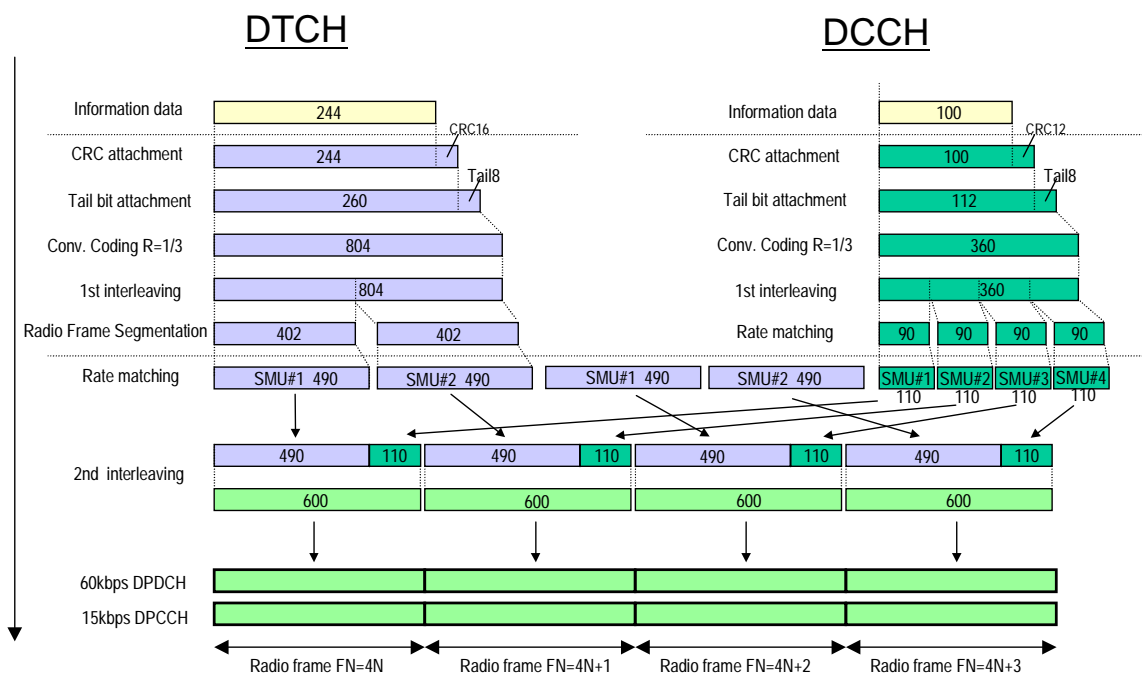 DTCH DCCH
Information data 244 Information data 100
CRC16 CRC12
CRC attachment 244 CRC attachment 100
Tail8 Tail8
Tail bit attachment 260 Tail bit attachment 112
Conv. Coding R=1/3 804 Conv. Coding R=1/3 360
1st interleaving 804 1st interleaving 360
Radio Frame Segmentation 402 402 Rate matching 90 90 90 90
Rate matching SMU#1 490 SMU#2 490 SMU#1 490 SMU#2 490 SMU#1 SMU#2 SMU#3 SMU#4
110 110 110 110
490 110 490 110 490 110 490 110
2nd interleaving
600 600 600 600
60kbps DPDCH
15kbps DPCCH
Radio frame FN=4N Radio frame FN=4N+1 Radio frame FN=4N+2 Radio frame FN=4N+3